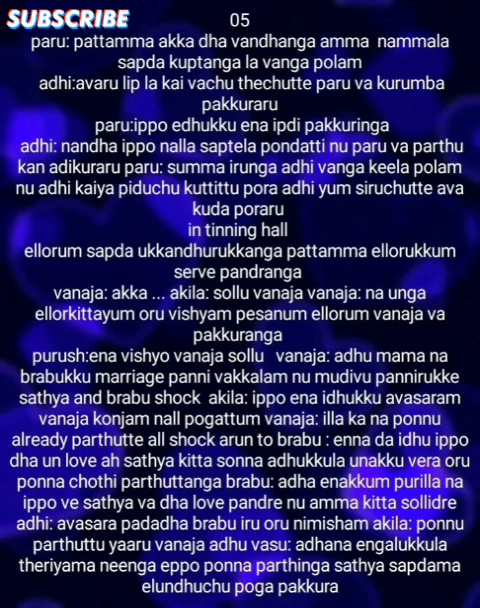 SUBSCRIBE
05
paru: pattamma akka dha vandhanga amma nammala
sapda kuptanga la vanga polam
adhi:avaru lip la kai vachu thechutte paru va kurumba
pakkuraru
paru:ippo edhukku ena ipdi pakkuringa
adhi: nandha ippo nalla saptela pondatti nu paru va parthu
kan adikuraru paru: summa irunga adhi vanga keela polam
nu adhi kaiya piduchu kuttittu pora adhi yum siruchutte ava
kuda poraru
in tinning hall
ellorum sapda ukkandhurukkanga pattamma ellorukkum
serve pandranga
vanaja: akka ... akila: sollu vanaja vanaja: na unga
ellorkittayum oru vishyam pesanum ellorum vanaja va
pakkuranga
purush:ena vishyo vanaja sollu vanaja: adhu mama na
brabukku marriage panni vakkalam nu mudivu pannirukke
sathya and brabu shock akila: ippo ena idhukku avasaram
vanaja konjam nall pogattum vanaja: illa ka na ponnu
already parthutte all shock arun to brabu : enna da idhu ippo
dha un love ah sathya kitta sonna adhukkula unakku vera oru
ponna chothi parthuttanga brabu: adha enakkum purilla na
ippo ve sathya va dha love pandre nu amma kitta sollidre
adhi: avasara padadha brabu iru oru nimisham akila: ponnu
parthuttu yaaru vanaja adhu vasu: adhana engalukkula
theriyama neenga eppo ponna parthinga sathya sapdama
elundhuchu poga pakkura